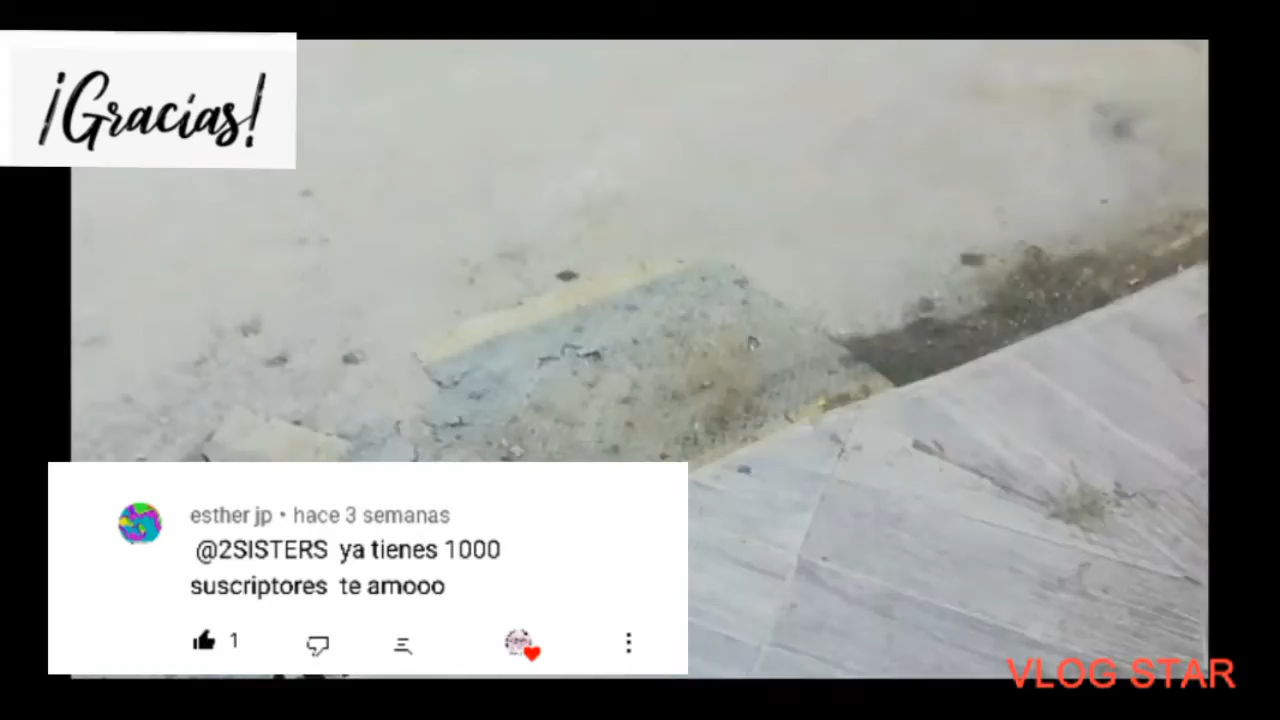 ¡Gracias!
esther jp • hace 3 semanas
@2SISTERS ya tienes 1000
suscriptores te amooo
1
VLOG STAR